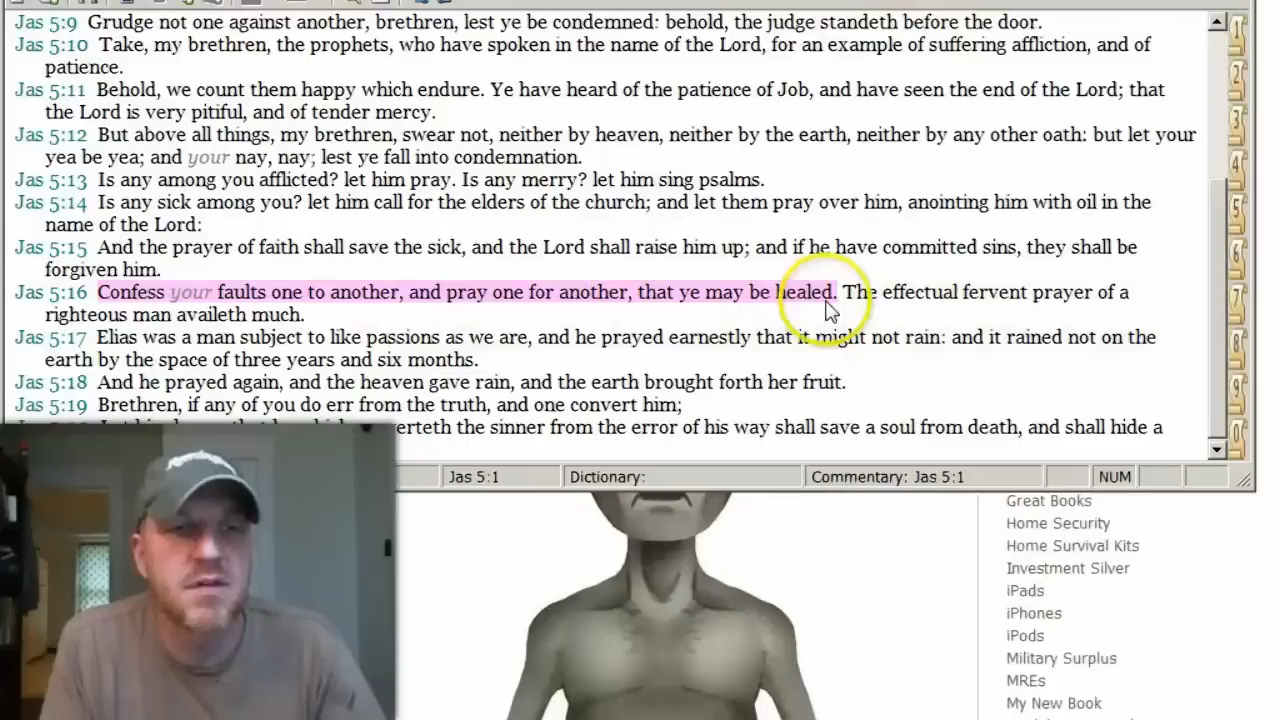 Jas 5:9 Grudge not one against another, brethren, lest ye be condemned: behold, the judge standeth before the door.
Jas 5:10 Take, my brethren, the prophets, who have spoken in the name of the Lord, for an example of suffering affliction, and of
patience.
Jas 5:11 Behold, we count them happy which endure. Ye have heard of the patience of Job, and have seen the end of the Lord; that
the Lord is very pitiful, and of tender mercy.
Jas 5:12 But above all things, my brethren, swear not, neither by heaven, neither by the earth, neither by any other oath: but let your
yea be yea; and your nay, nay; lest ye fall into condemnation.
Jas 5:13 Is any among you afflicted? let him pray. Is any merry? let him sing psalms.
Jas 5:14 Is any sick among you? let him call for the elders of the church; and let them pray over him, anointing him with oil in the
name of the Lord:
Jas 5:15 And the prayer of faith shall save the sick, and the Lord shall raise him up; and if he have committed sins, they shall be
forgiven him.
Jas 5:16 Confess your faults one to another, and pray one for another, that ye may be healed. The effectual fervent prayer of a
righteous man availeth much.
Jas 5:17 Elias was a man subject to like passions as we are, and he prayed earnestly that it might not rain: and it rained not on the
earth by the space of three years and six months.
Jas 5:18 And he prayed again, and the heaven gave rain, and the earth brought forth her fruit.
Jas 5:19 Brethren, if any of you do err from the truth, and one convert him;
the sinner from the error of his way shall save a soul from death, and shall hide a
Jas 5:1 Dictionary: Commentary: Jas 5:1 NUM
Great Books
Home Security
Home Survival Kits
Investment Silver
iPads
iPhones
iPods
Military Surplus
MREs
My New Book